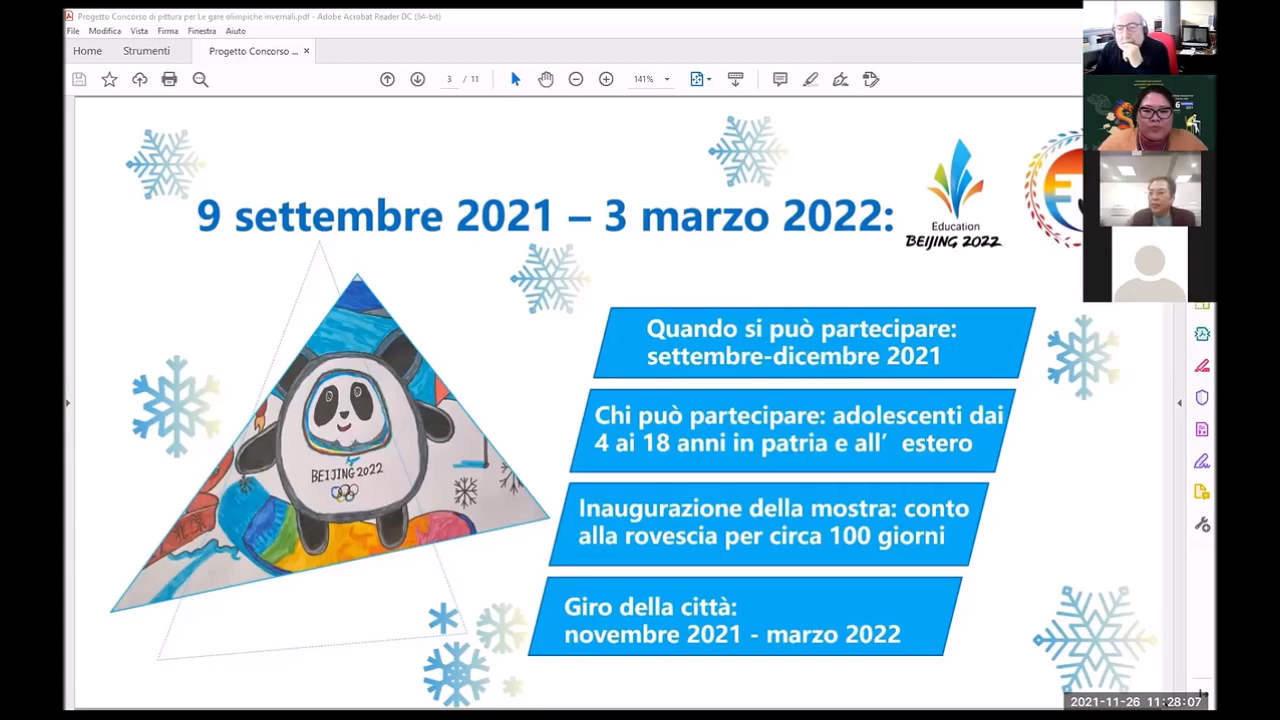 Progetto Concorso di pittura per Le gare olimpiche invernali.pdf - Adobe Acrobat Reader DC (64-bit)
File Modifica Vista Firma Finestra Aiuto
Home Strumenti Progetto Concorso ... ×
3 / 11 141%
9 settembre 2021 – 3 marzo 2022:
Education
BEIJING 2022
Quando si può partecipare:
settembre-dicembre 2021
Chi può partecipare: adolescenti dai
4 ai 18 anni in patria e all’ estero
BEIJING 2022
Inaugurazione della mostra: conto
alla rovescia per circa 100 giorni
Giro della città:
novembre 2021 - marzo 2022
2021-11-26 11:28:07